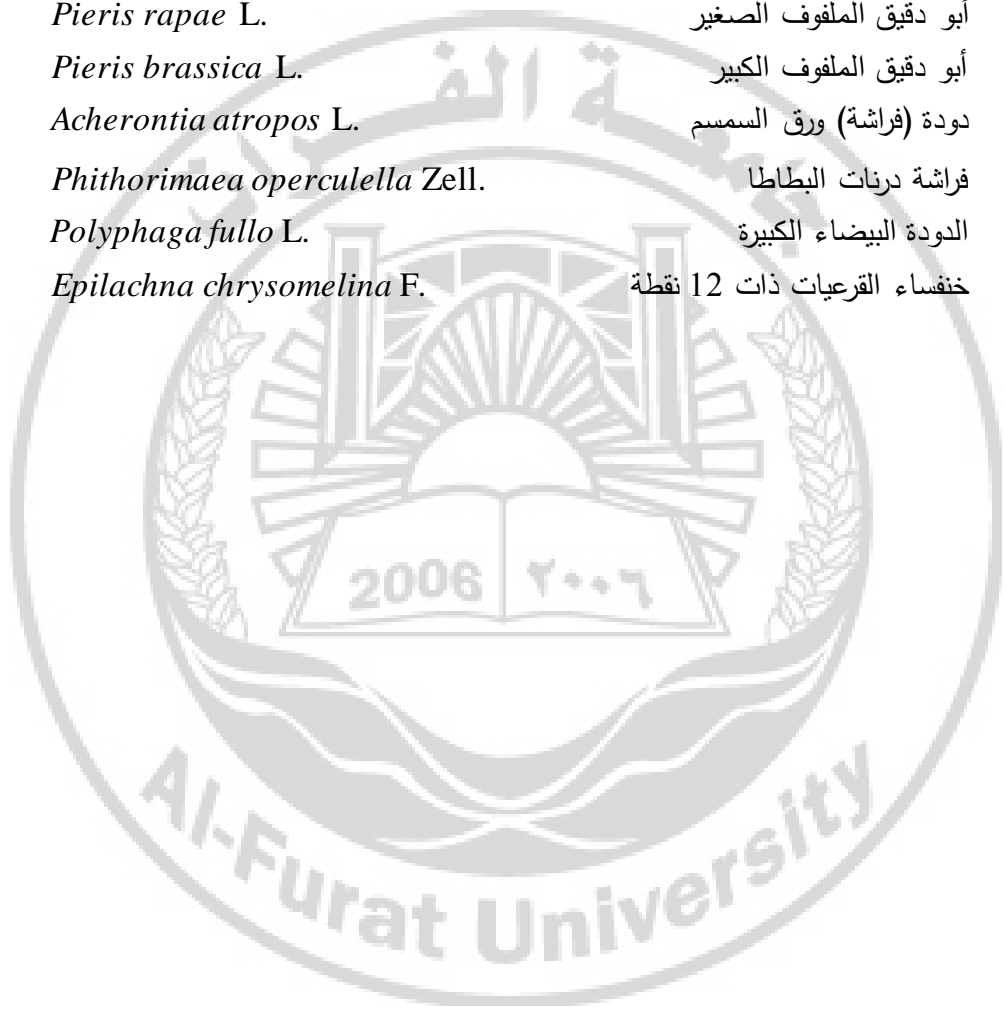 أبو دقيق الملفوف الصغير Pieris rapae L.
أبو دقيق الملفوف الكبير Pieris brassica L.
دودة (فراشة) ورق السمسم Acherontia atropos L.
فراشة درنات البطاطا Phithorimaea operculella Zell.
الدودة البيضاء الكبيرة Polyphaga fullo L.
خنفساء القرعيات ذات 12 نقطة Epilachna chrysomelina F.
جامعة الفرات
2006 ٢٠٠٦
Al-Furat University